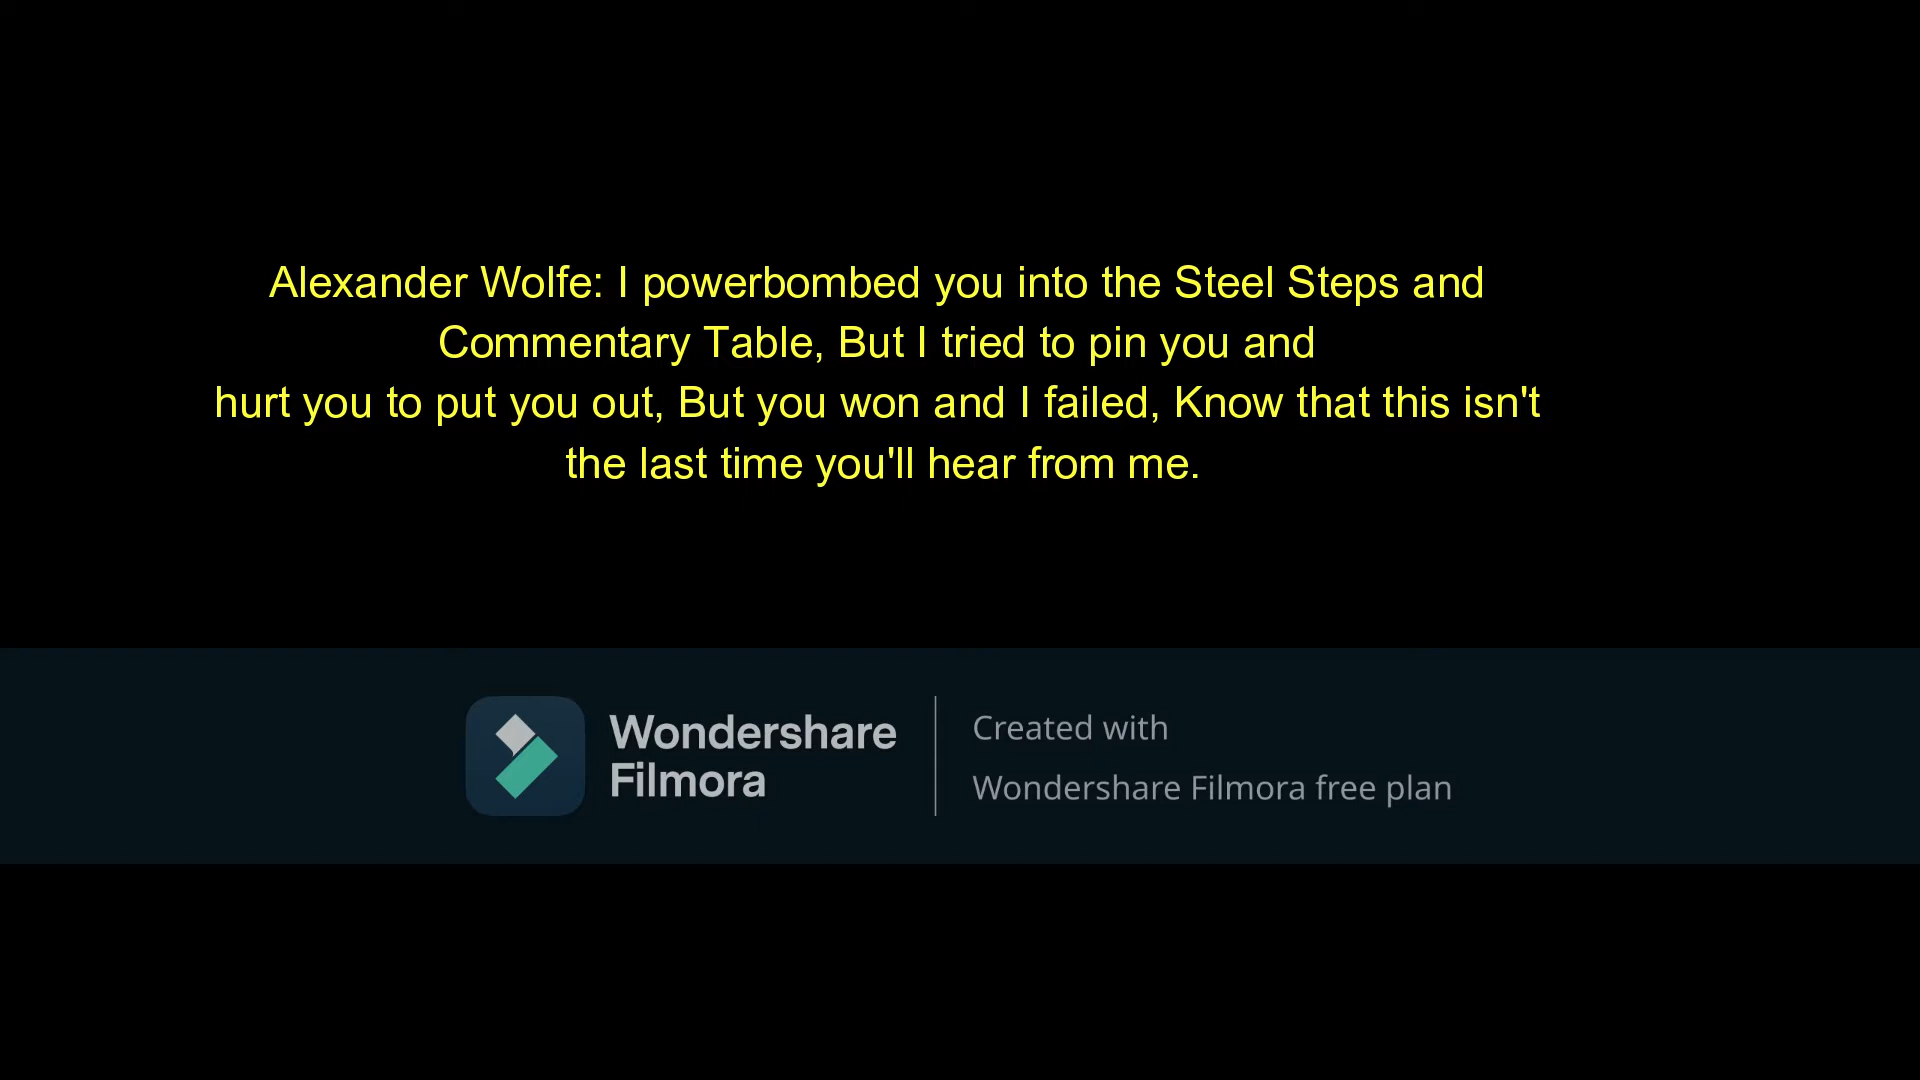 Alexander Wolfe: I powerbombed you into the Steel Steps and
Commentary Table, But I tried to pin you and
hurt you to put you out, But you won and I failed, Know that this isn't
the last time you'll hear from me.
Wondershare
Filmora
Created with
Wondershare Filmora free plan